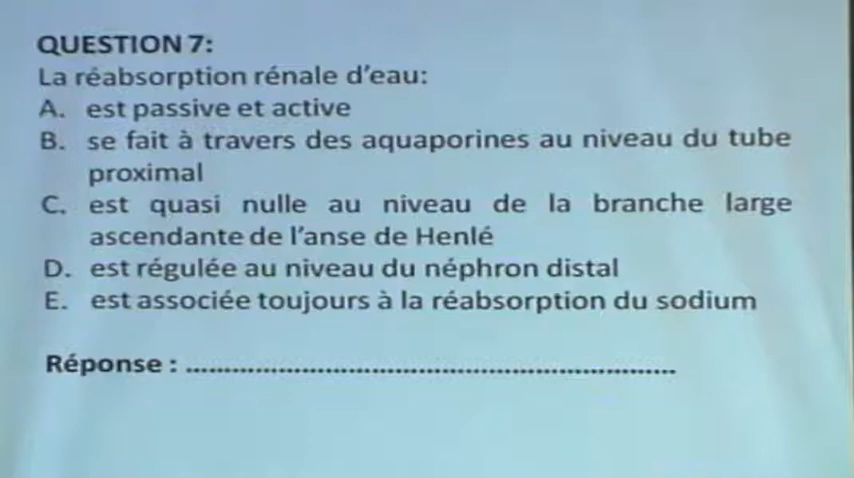 QUESTION 7:
La réabsorption rénale d'eau:
A. est passive et active
B. se fait à travers des aquaporines au niveau du tube
proximal
C. est quasi nulle au niveau de la branche large
ascendante de l'anse de Henlé
D. est régulée au niveau du néphron distal
E. est associée toujours à la réabsorption du sodium
Réponse : ............................................................